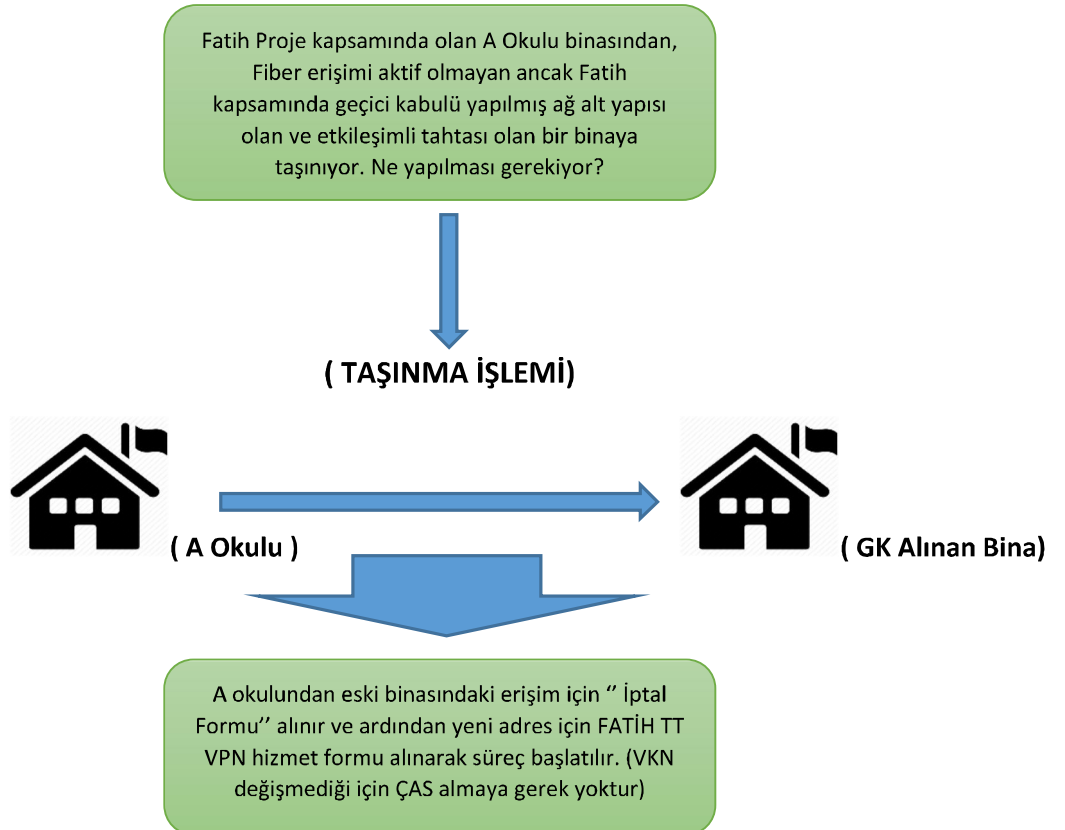 Fatih Proje kapsamında olan A Okulu binasından,
Fiber erişimi aktif olmayan ancak Fatih
kapsamında geçici kabulü yapılmış ağ alt yapısı
olan ve etkileşimli tahtası olan bir binaya
taşınıyor. Ne yapılması gerekiyor?
( TAŞINMA İŞLEMİ)
( A Okulu )
( GK Alınan Bina)
A okulundan eski binasındaki erişim için ‘’ İptal
Formu’’ alınır ve ardından yeni adres için FATİH TT
VPN hizmet formu alınarak süreç başlatılır. (VKN
değişmediği için ÇAS almaya gerek yoktur)